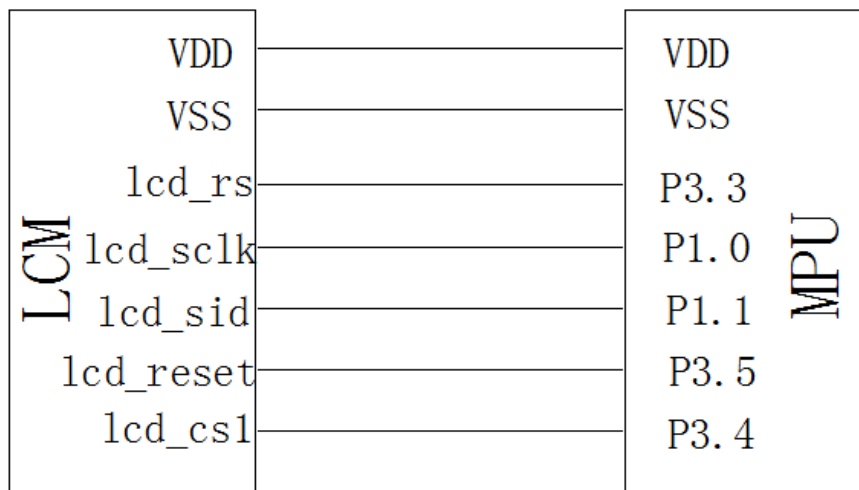 LCM
VDD
VSS
lcd_rs
lcd_sclk
lcd_sid
lcd_reset
lcd_cs1
VDD
VSS
P3.3
P1.0
P1.1
P3.5
P3.4
MPU